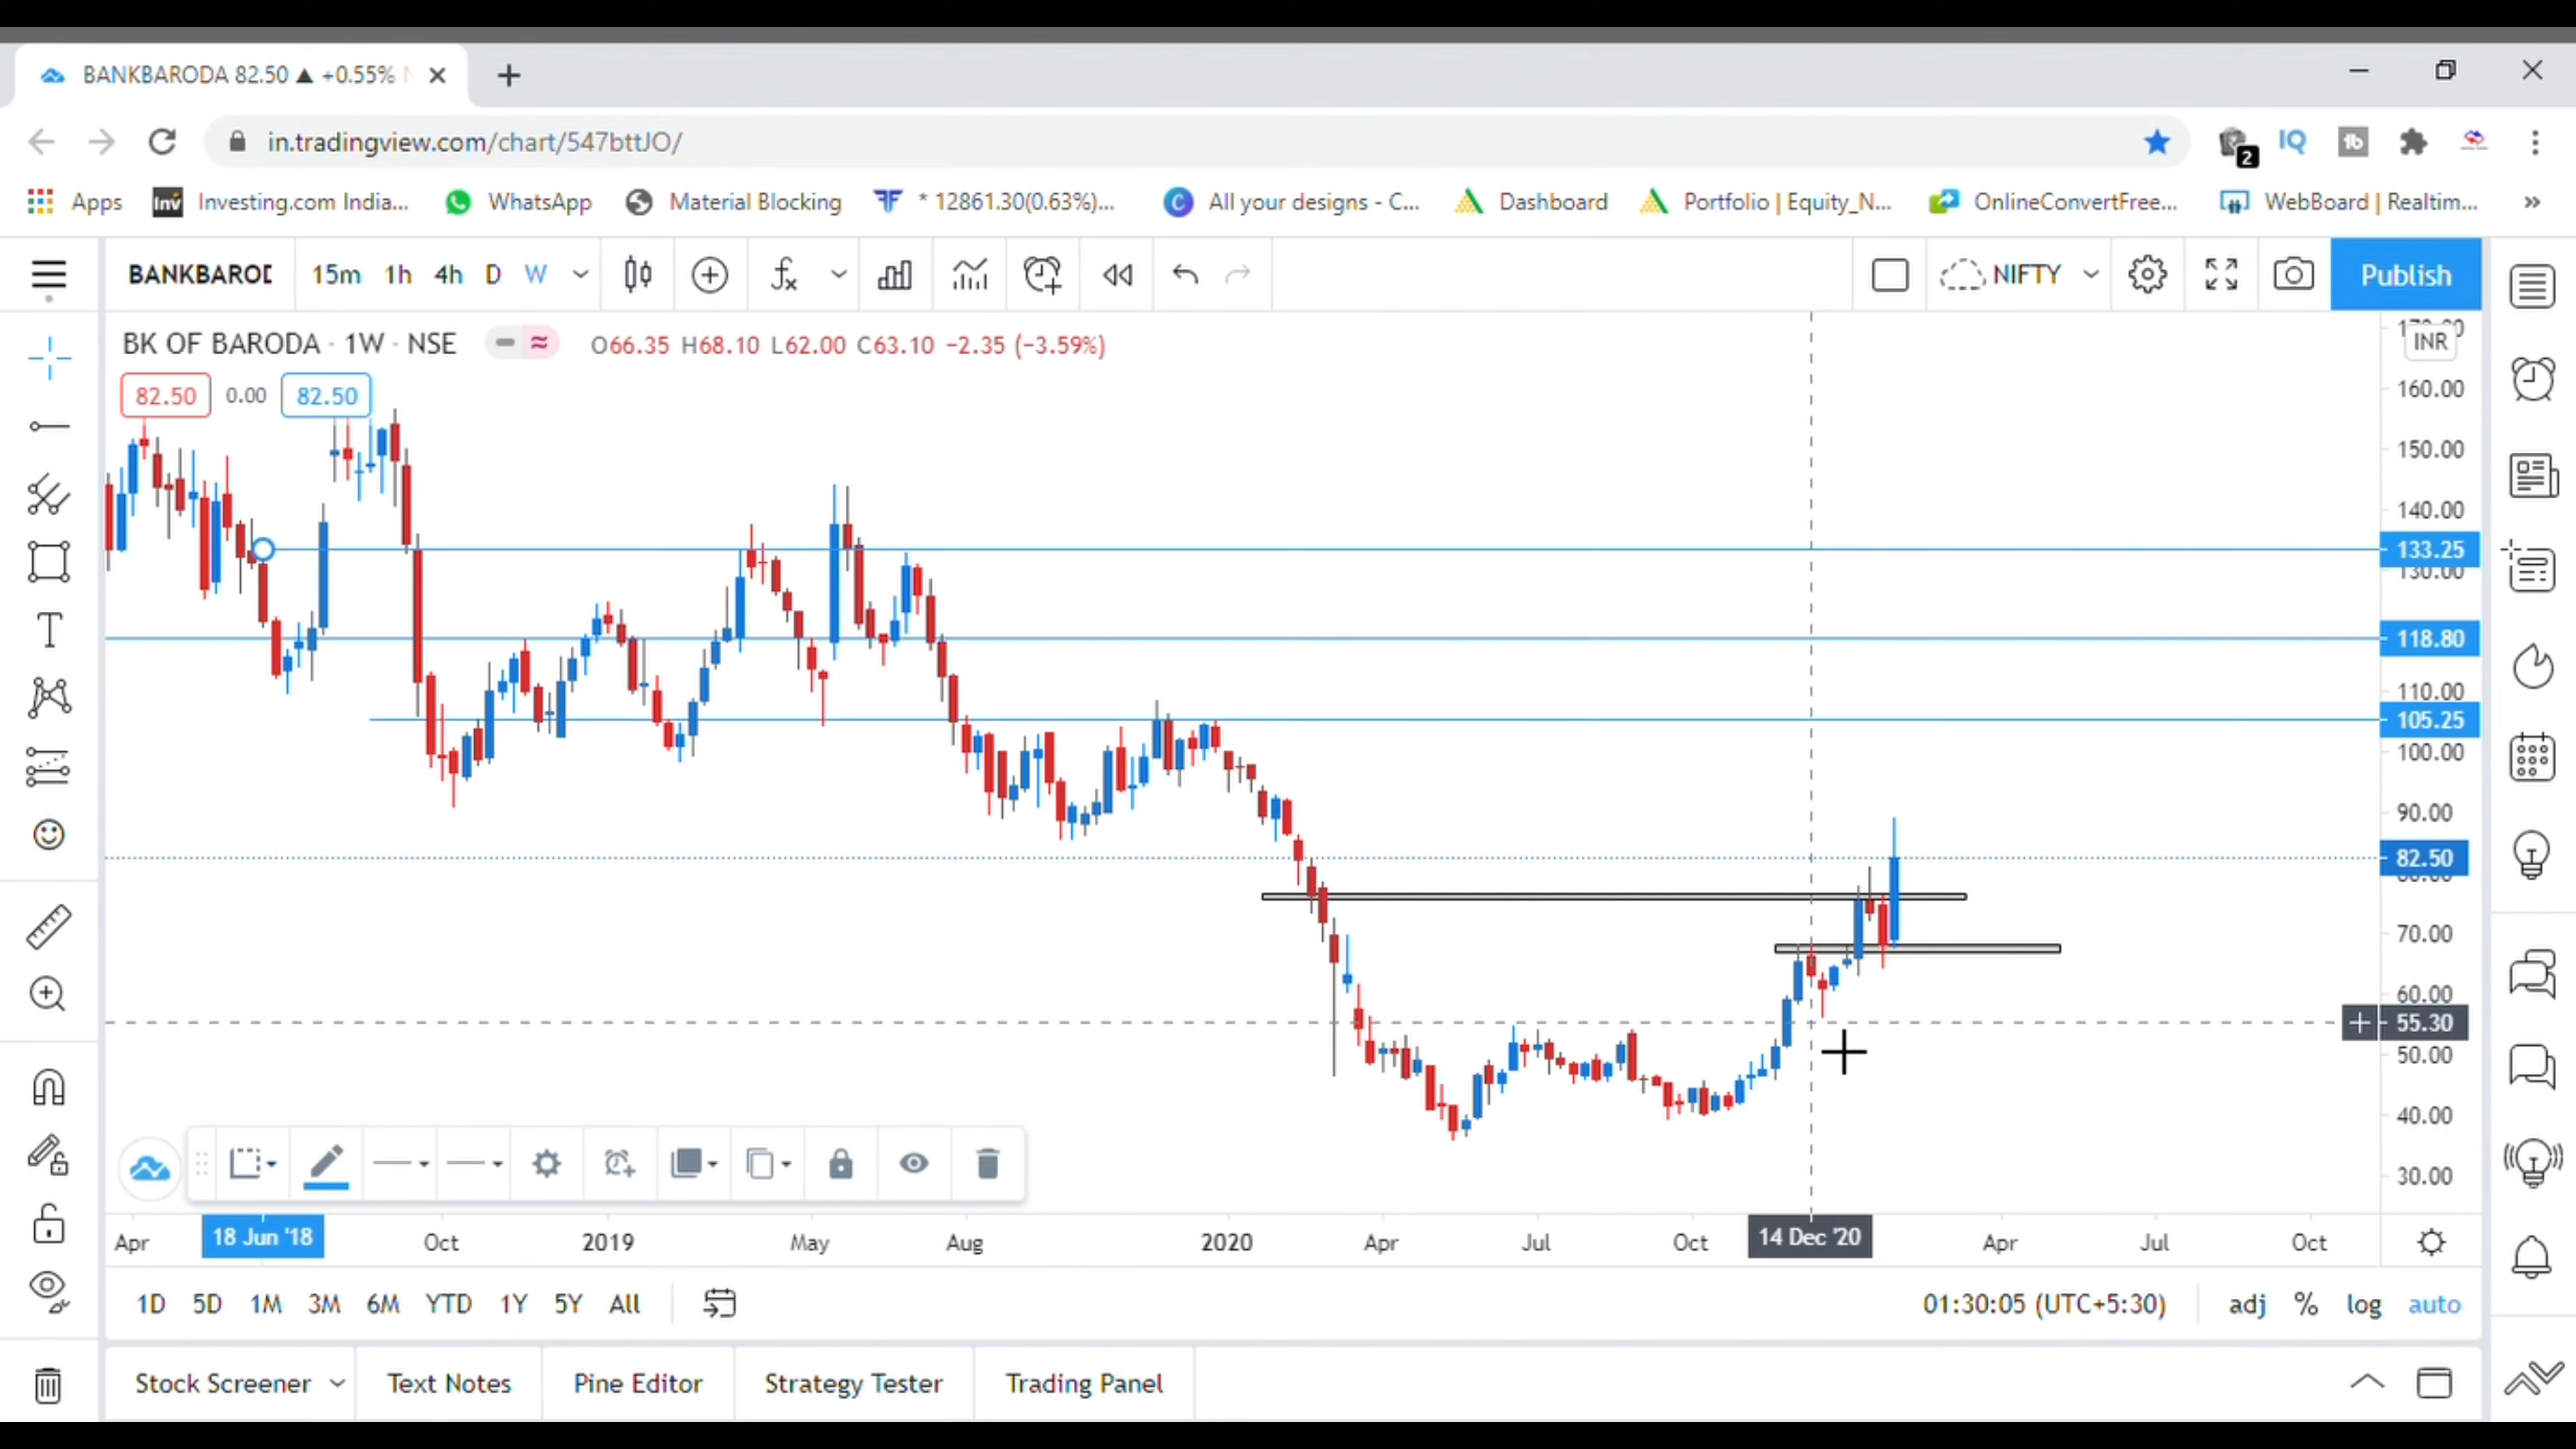 BANKBARODA 82.50 ▲ +0.55%
in.tradingview.com/chart/547bttJO/
2 IQ tb
Apps Inv Investing.com India... WhatsApp Material Blocking * 12861.30(0.63%)... C All your designs - C... Dashboard Portfolio | Equity_N... OnlineConvertFree... WebBoard | Realtim... »
BANKBAROD 15m 1h 4h D W NIFTY Publish
BK OF BARODA · 1W · NSE O66.35 H68.10 L62.00 C63.10 −2.35 (−3.59%)
82.50 0.00 82.50
INR
160.00
150.00
140.00
133.25
130.00
118.80
110.00
105.25
100.00
90.00
82.50
70.00
60.00
55.30
50.00
40.00
30.00
Apr 18 Jun '18 Oct 2019 May Aug 2020 Apr Jul Oct 14 Dec '20 Apr Jul Oct
1D 5D 1M 3M 6M YTD 1Y 5Y All 01:30:05 (UTC+5:30) adj % log auto
Stock Screener Text Notes Pine Editor Strategy Tester Trading Panel